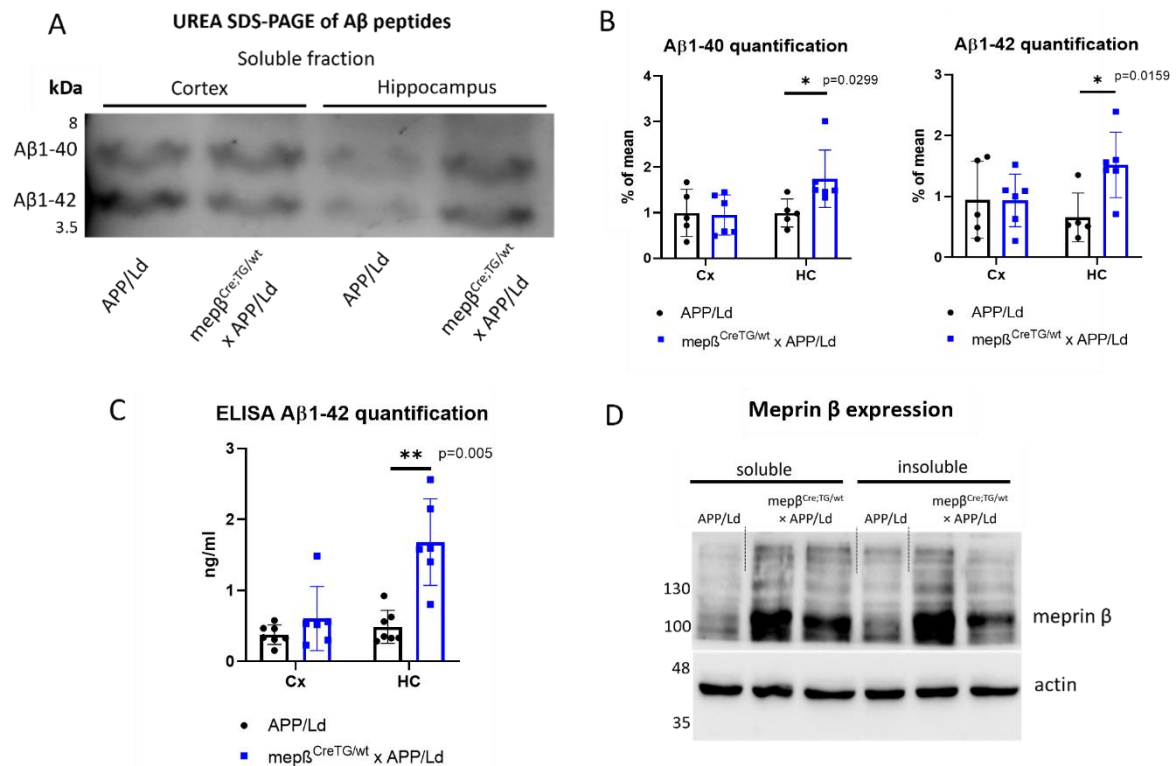 A
UREA SDS-PAGE of Aβ peptides
Soluble fraction
kDa
Cortex
Hippocampus
8
Aβ1-40
Aβ1-42
3.5
APP/Ld
mepβCre;TG/wt
x APP/Ld
APP/Ld
mepβCre;TG/wt
x APP/Ld
B
Aβ1-40 quantification
% of mean
4
3
2
1
0
*
p=0.0299
Cx
HC
APP/Ld
mepßCreTG/wt x APP/Ld
Aβ1-42 quantification
% of mean
3
2
1
0
*
p=0.0159
Cx
HC
APP/Ld
mepßCreTG/wt x APP/Ld
C
ELISA Aβ1-42 quantification
ng/ml
3
2
1
0
**
p=0.005
Cx
HC
APP/Ld
mepßCreTG/wt x APP/Ld
D
Meprin β expression
soluble
insoluble
APP/Ld
mepβCre;TG/wt
× APP/Ld
APP/Ld
mepβCre;TG/wt
× APP/Ld
130
100
meprin β
48
actin
35